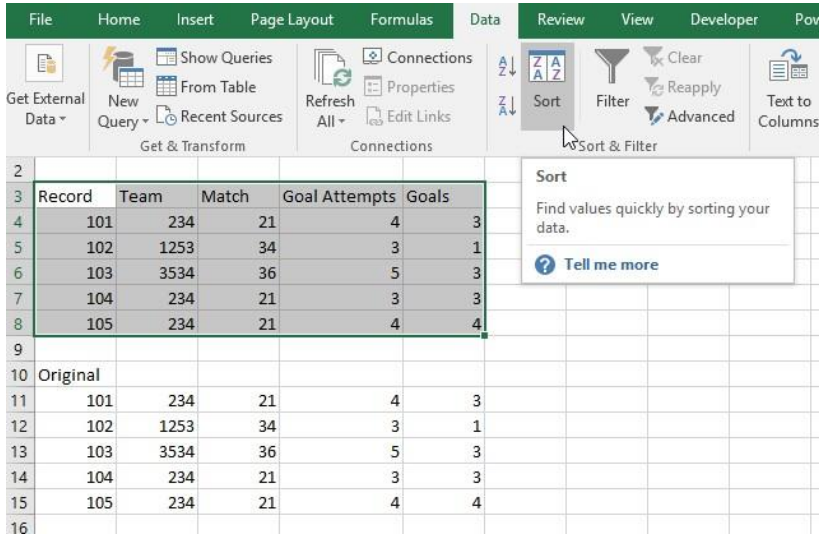 File Home Insert Page Layout Formulas Data Review View Developer Pow
Get External Data
New Query
Show Queries
From Table
Recent Sources
Get & Transform
Refresh All
Connections
Properties
Edit Links
Connections
A Z
Z A
Z A A Z
Sort
Filter
Clear
Reapply
Advanced
Sort & Filter
Text to Columns
Sort
Find values quickly by sorting your
data.
? Tell me more
2
3 Record Team Match Goal Attempts Goals
4 101 234 21 4 3
5 102 1253 34 3 1
6 103 3534 36 5 3
7 104 234 21 3 3
8 105 234 21 4 4
9
10 Original
11 101 234 21 4 3
12 102 1253 34 3 1
13 103 3534 36 5 3
14 104 234 21 3 3
15 105 234 21 4 4
16